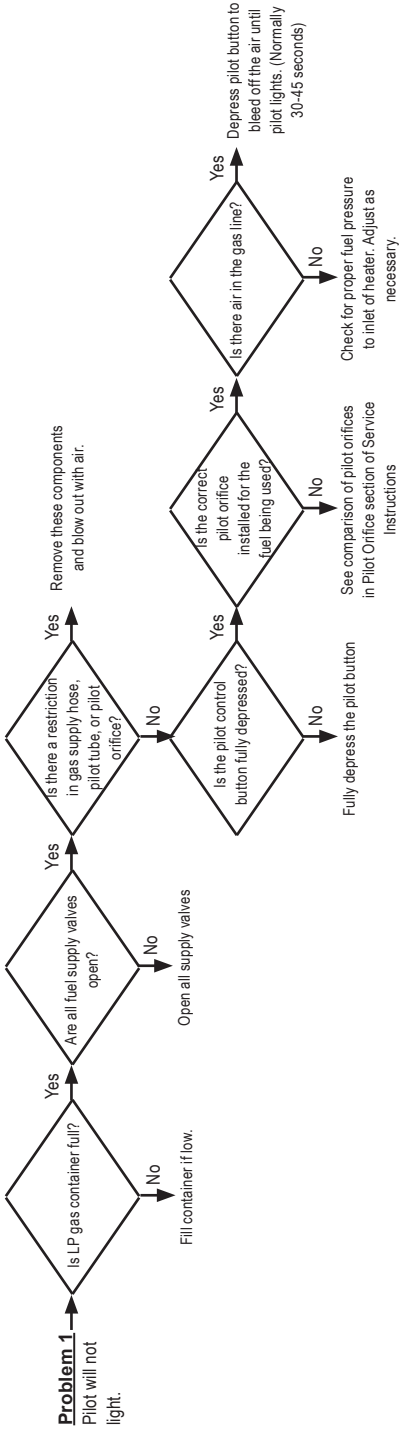 Problem 1
Pilot will not
light.
Is LP gas container full?
Yes
No
Fill container if low.
Are all fuel supply valves
open?
Yes
No
Open all supply valves
Is there a restriction
in gas supply hose,
pilot tube, or pilot
orifice?
Yes
Remove these components
and blow out with air.
No
Is the pilot control
button fully depressed?
Yes
No
Fully depress the pilot button
Is the correct
pilot orifice
installed for the
fuel being used?
Yes
No
See comparison of pilot orifices
in Pilot Orifice section of Service
Instructions
Is there air in the gas line?
Yes
Depress pilot button to
bleed off the air until
pilot lights. (Normally
30-45 seconds)
No
Check for proper fuel pressure
to inlet of heater. Adjust as
necessary.